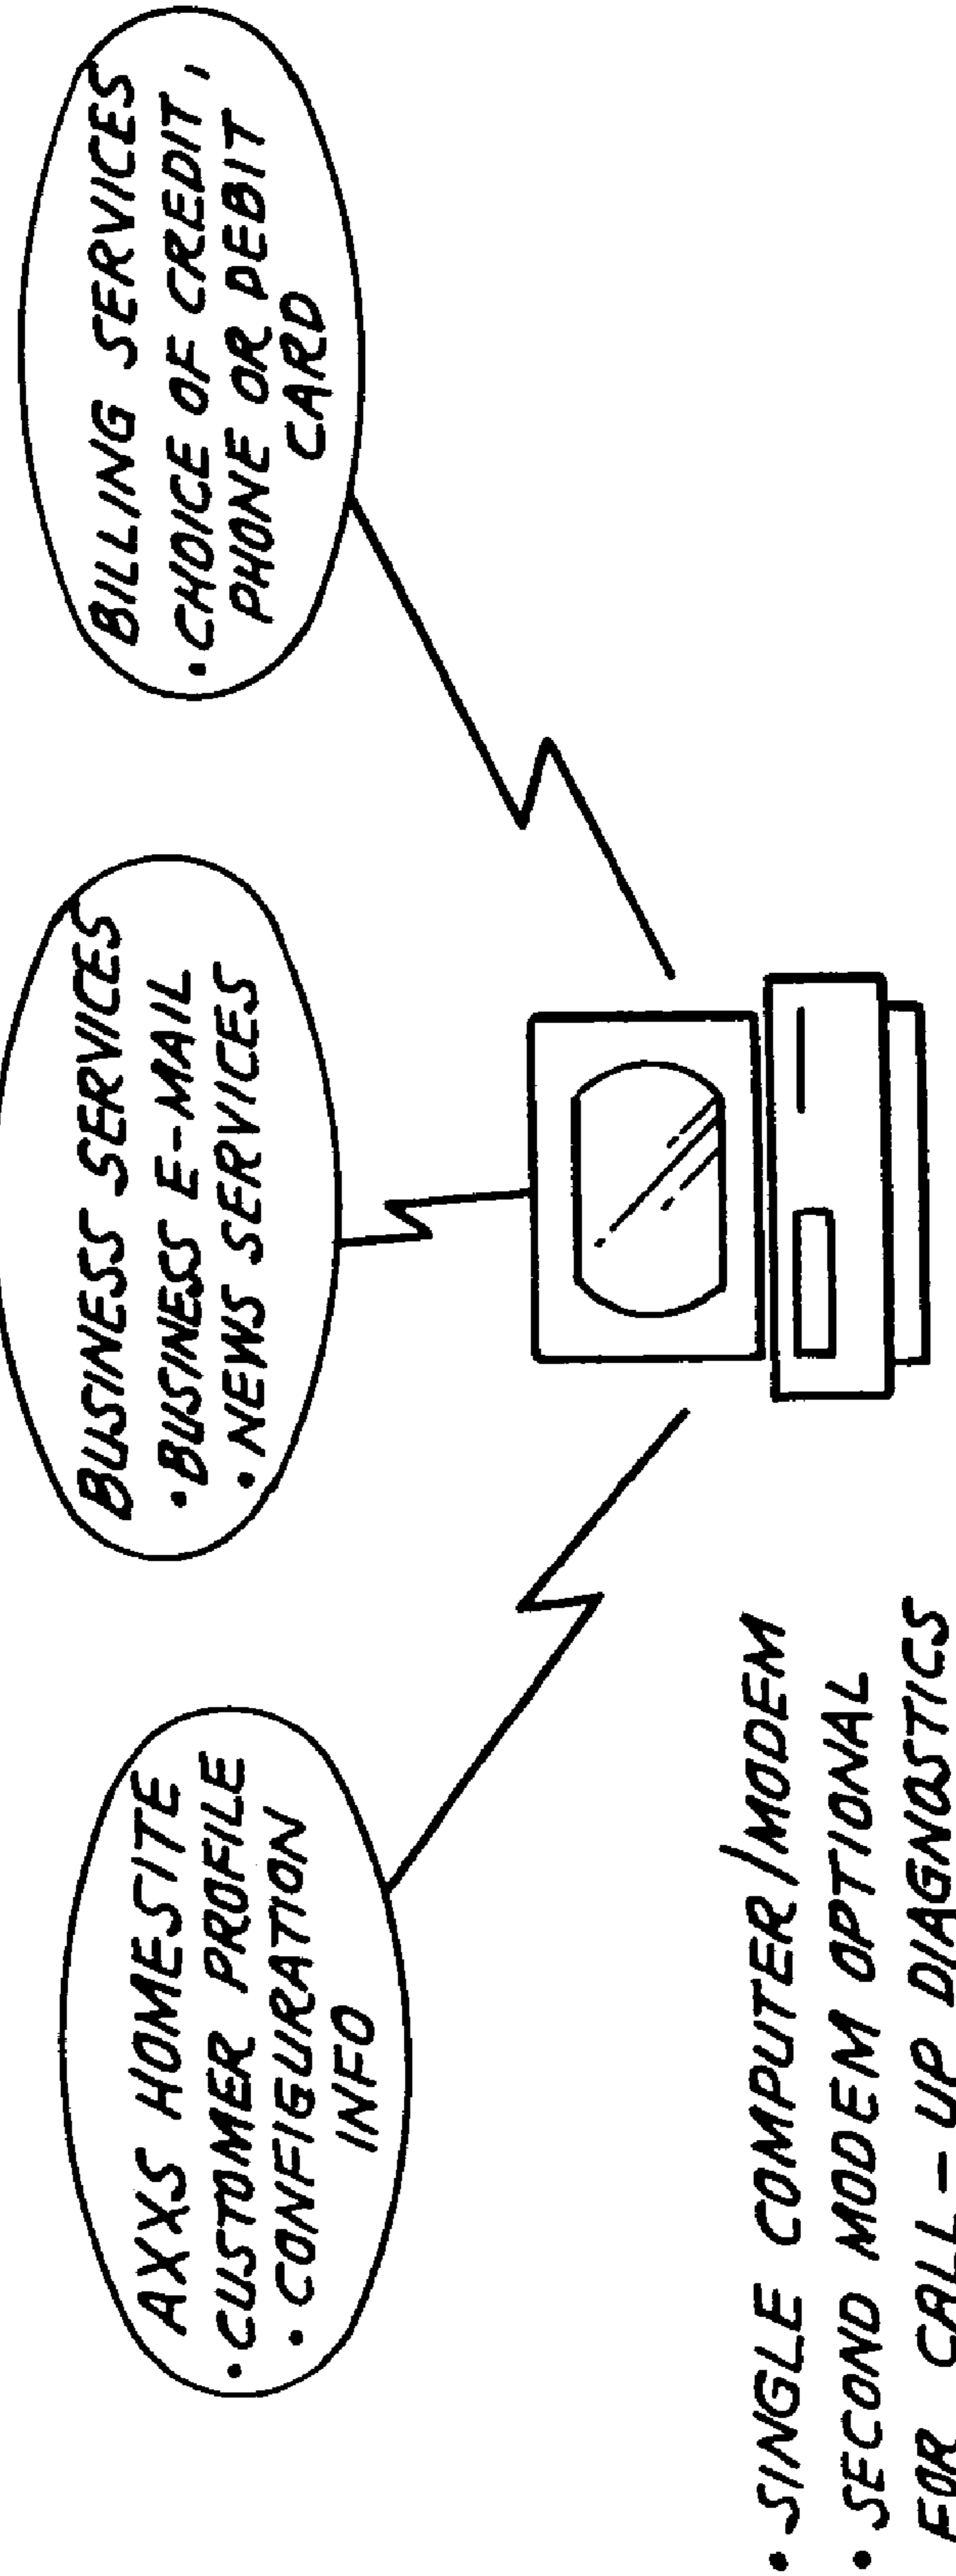 AXXS HOMESITE
• CUSTOMER PROFILE
• CONFIGURATION
INFO
BUSINESS SERVICES
• BUSINESS E-MAIL
• NEWS SERVICES
BILLING SERVICES
• CHOICE OF CREDIT,
PHONE OR DEBIT
CARD
• SINGLE COMPUTER/MODEM
• SECOND MODEM OPTIONAL
FOR CALL-UP DIAGNOSTICS